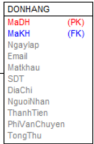 DONHANG
MaDH (PK)
MaKH (FK)
Ngaylap
Email
Matkhau
SDT
DiaChi
NguoiNhan
ThanhTien
PhiVanChuyen
TongThu